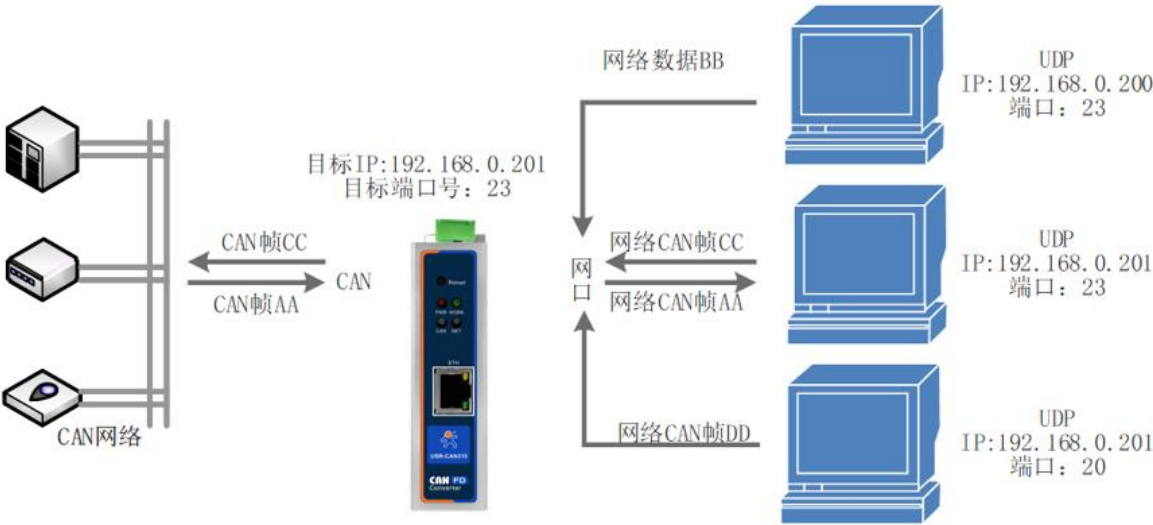 网络数据BB
UDP
IP:192.168.0.200
端口：23
目标IP:192.168.0.201
目标端口号：23
CAN帧CC
CAN帧AA
CAN
Reset
PWR WORK
CAN NET
ETH
USR-CAN315
CAN FD
Converter
网口
网络CAN帧CC
网络CAN帧AA
UDP
IP:192.168.0.201
端口：23
CAN网络
网络CAN帧DD
UDP
IP:192.168.0.201
端口：20